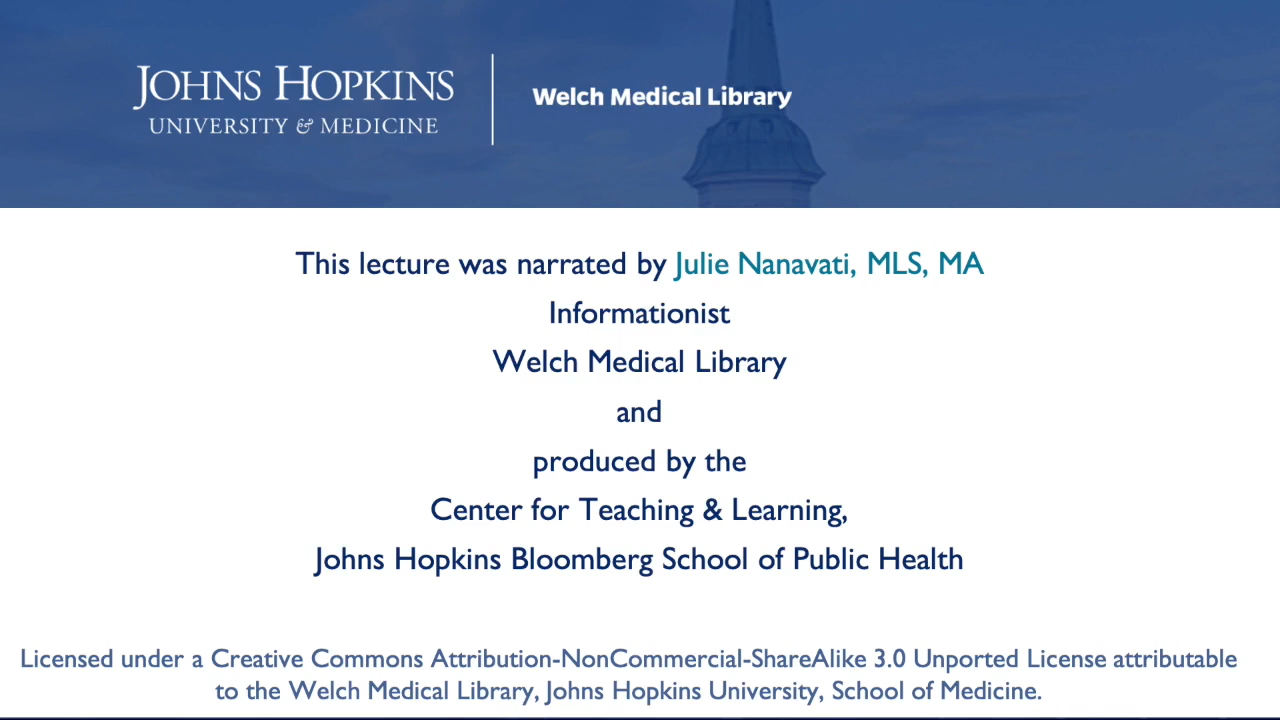 JOHNS HOPKINS
UNIVERSITY & MEDICINE
Welch Medical Library
This lecture was narrated by Julie Nanavati, MLS, MA
Informationist
Welch Medical Library
and
produced by the
Center for Teaching & Learning,
Johns Hopkins Bloomberg School of Public Health
Licensed under a Creative Commons Attribution-NonCommercial-ShareAlike 3.0 Unported License attributable
to the Welch Medical Library, Johns Hopkins University, School of Medicine.